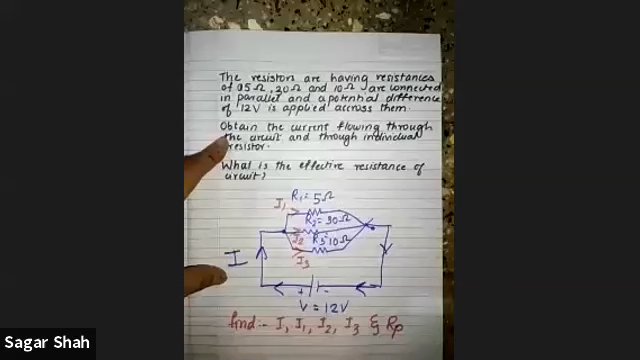 The resistors are having resistances
of 05Ω, 30Ω and 10Ω are connected
in parallel and a potential difference
of 12V is applied accross them.
Obtain the current flowing through
the circuit and through individual
resistor.
What is the effective resistance of
circuit?
R1 = 5Ω
I1
R2 = 30Ω
I2
R3 = 10Ω
I3
I
+ -
V = 12V
find :- I, I1, I2, I3 & Rp
Sagar Shah